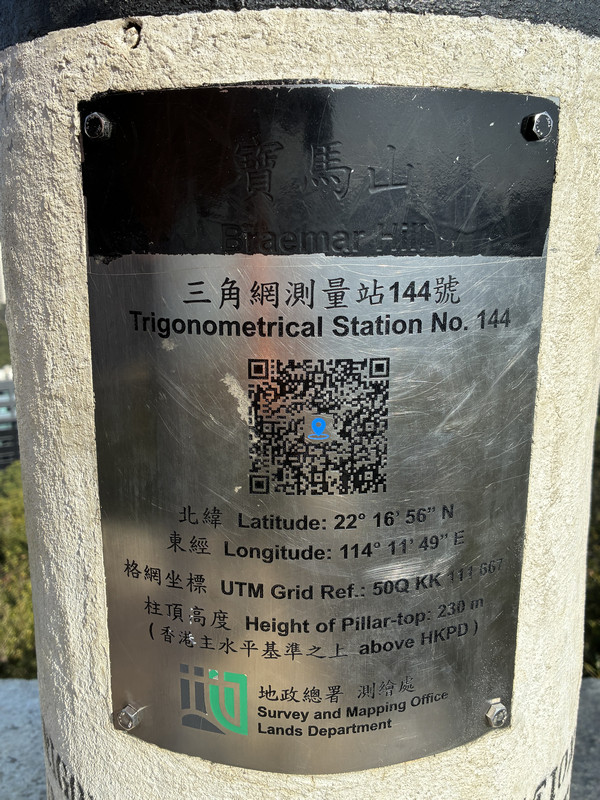 寶馬山
Braemar Hill
三角網測量站144號
Trigonometrical Station No. 144
北緯 Latitude: 22° 16’ 56” N
東經 Longitude: 114° 11’ 49” E
格網坐標 UTM Grid Ref.: 50Q KK 111 667
柱頂高度 Height of Pillar-top: 230 m
(香港主水平基準之上 above HKPD)
地政總署 測繪處
Survey and Mapping Office
Lands Department